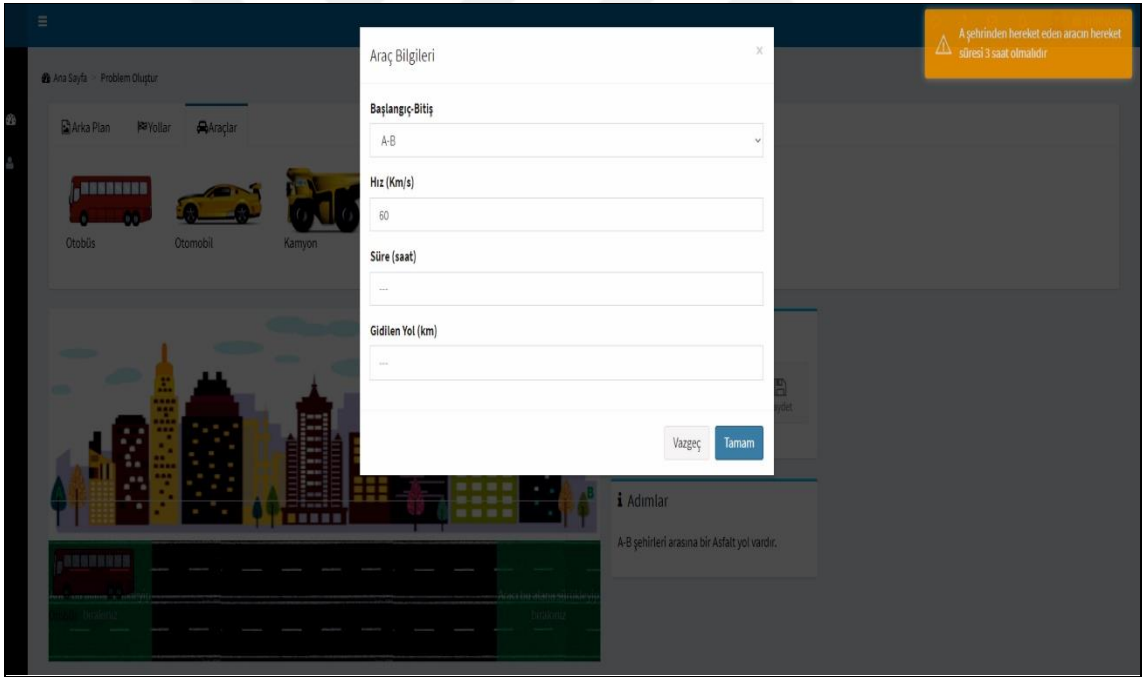 A şehrinden hereket eden aracın hereket
süresi 3 saat olmalıdır
Ana Sayfa > Problem Oluştur
Arka Plan
Yollar
Araçlar
Otobüs
Otomobil
Kamyon
Araç Bilgileri
x
Başlangıç-Bitiş
A-B
Hız (Km/s)
60
Süre (saat)
---
Gidilen Yol (km)
---
Vazgeç
Tamam
aydet
A
B
i Adımlar
A-B şehirleri arasına bir Asfalt yol vardır.
bırakınız